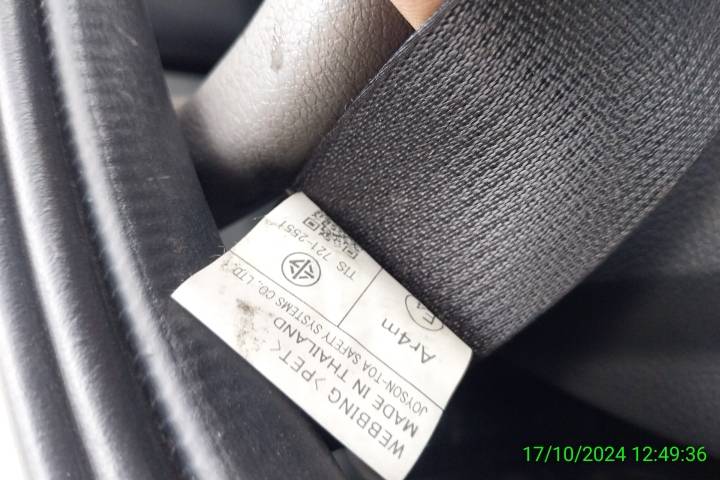 WEBBING >PET<
MADE IN THAILAND
JOYSON-TOA SAFETY SYSTEMS CO., LTD.
Ar4m
TIS 721-2551
17/10/2024 12:49:36